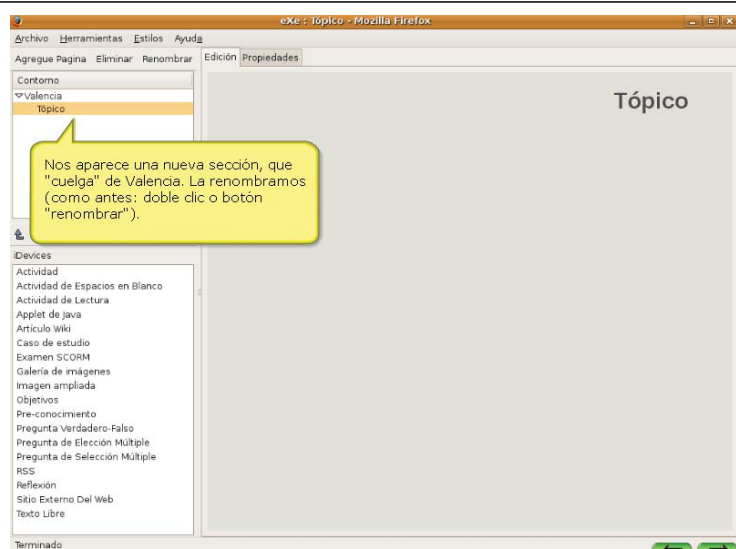 eXe : Tópico - Mozilla Firefox
Archivo Herramientas Estilos Ayuda
Agregue Pagina Eliminar Renombrar
Edición Propiedades
Contorno
Valencia
Tópico
Tópico
Nos aparece una nueva sección, que
"cuelga" de Valencia. La renombramos
(como antes: doble clic o botón
"renombrar").
iDevices
Actividad
Actividad de Espacios en Blanco
Actividad de Lectura
Applet de Java
Artículo Wiki
Caso de estudio
Examen SCORM
Galería de imágenes
Imagen ampliada
Objetivos
Pre-conocimiento
Pregunta Verdadero-Falso
Pregunta de Elección Múltiple
Pregunta de Selección Múltiple
RSS
Reflexión
Sitio Externo Del Web
Texto Libre
Terminado